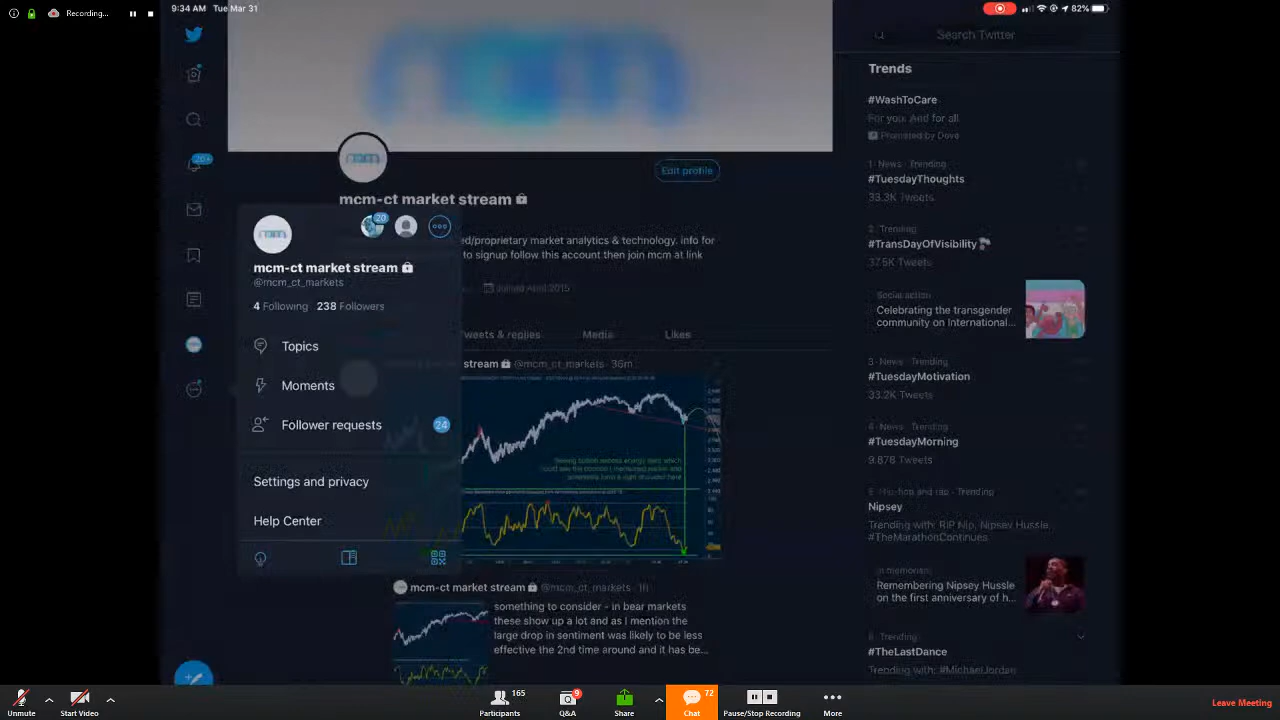 Recording...
9:34 AM Tue Mar 31
82%
Search Twitter
mcm
Trends
#WashToCare
For you. And for all.
Promoted by Dove
mcm
Edit profile
mcm-ct market stream
20+
20
ed/proprietary market analytics & technology. info for
to signup follow this account then join mcm at link
Joined April 2015
mcm-ct market stream
@mcm_ct_markets
4 Following 238 Followers
Topics
Moments
Follower requests 24
Settings and privacy
Help Center
Tweets & replies
Media
Likes
stream @mcm_ct_markets · 36m
mcm-ct market stream @mcm_ct_markets · 1h
something to consider - in bear markets
these show up a lot and as I mention the
large drop in sentiment was likely to be less
effective the 2nd time around and it has be...
1 · News · Trending
#TuesdayThoughts
33.3K Tweets
2 · Trending
#TransDayOfVisibility
37.5K Tweets
Social action
Celebrating the transgender
community on International...
3 · News · Trending
#TuesdayMotivation
33.2K Tweets
4 · News · Trending
#TuesdayMorning
9,878 Tweets
5 · Hip-hop and rap · Trending
Nipsey
Trending with: RIP Nip, Nipsey Hussle,
#TheMarathonContinues
In memoriam
Remembering Nipsey Hussle
on the first anniversary of h...
6 · Trending
#TheLastDance
Trending with: #MichaelJordan
Unmute
Start Video
165
Participants
9
Q&A
Share
72
Chat
Pause/Stop Recording
More
Leave Meeting